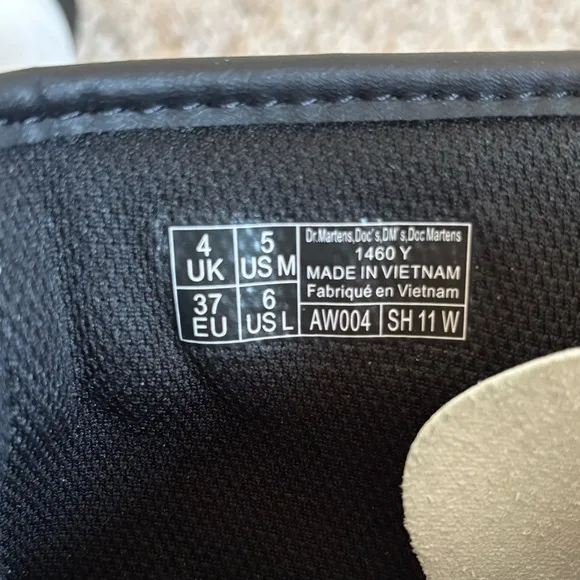 4
UK
5
US M
37
EU
6
US L
Dr.Martens,Doc's,DM's,Doc Martens
1460 Y
MADE IN VIETNAM
Fabriqué en Vietnam
AW004
SH 11 W